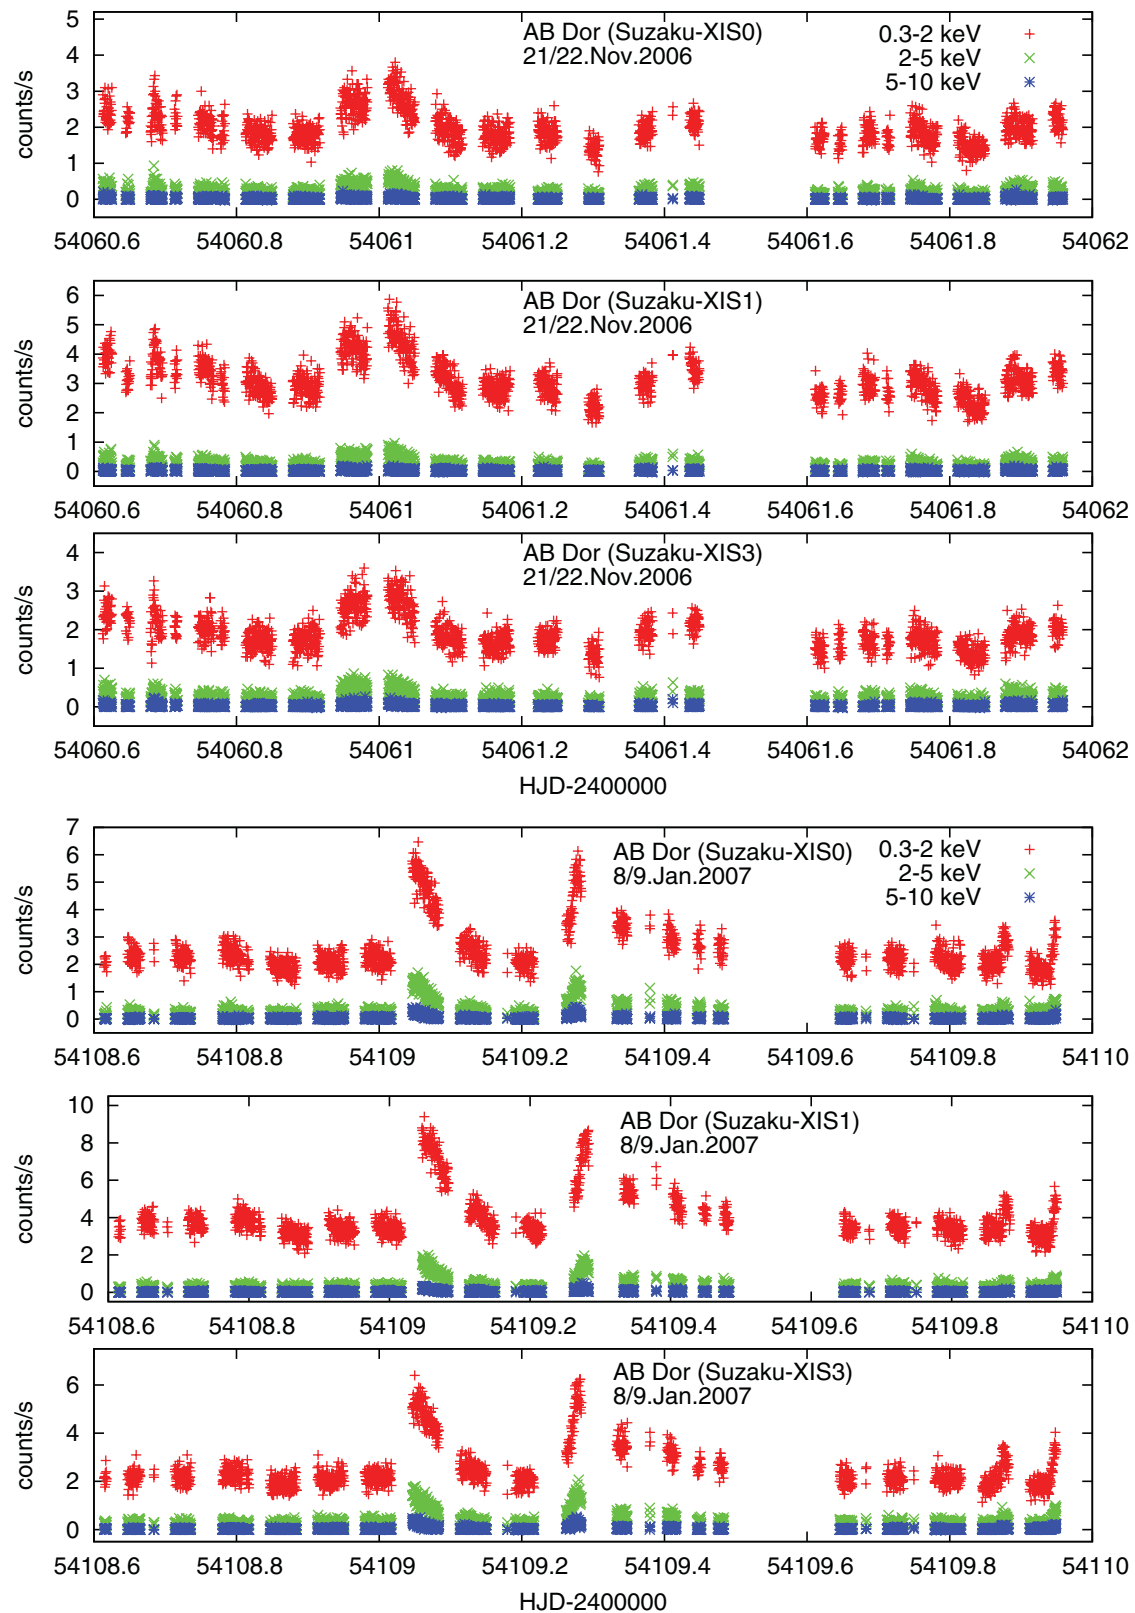 AB Dor (Suzaku-XIS0)
21/22.Nov.2006
0.3-2 keV
2-5 keV
5-10 keV
counts/s
5
4
3
2
1
0
54060.6 54060.8 54061 54061.2 54061.4 54061.6 54061.8 54062
AB Dor (Suzaku-XIS1)
21/22.Nov.2006
counts/s
6
5
4
3
2
1
0
54060.6 54060.8 54061 54061.2 54061.4 54061.6 54061.8 54062
AB Dor (Suzaku-XIS3)
21/22.Nov.2006
counts/s
4
3
2
1
0
54060.6 54060.8 54061 54061.2 54061.4 54061.6 54061.8 54062
HJD-2400000
AB Dor (Suzaku-XIS0)
8/9.Jan.2007
0.3-2 keV
2-5 keV
5-10 keV
counts/s
7
6
5
4
3
2
1
0
54108.6 54108.8 54109 54109.2 54109.4 54109.6 54109.8 54110
AB Dor (Suzaku-XIS1)
8/9.Jan.2007
counts/s
10
8
6
4
2
0
54108.6 54108.8 54109 54109.2 54109.4 54109.6 54109.8 54110
AB Dor (Suzaku-XIS3)
8/9.Jan.2007
counts/s
6
4
2
0
54108.6 54108.8 54109 54109.2 54109.4 54109.6 54109.8 54110
HJD-2400000